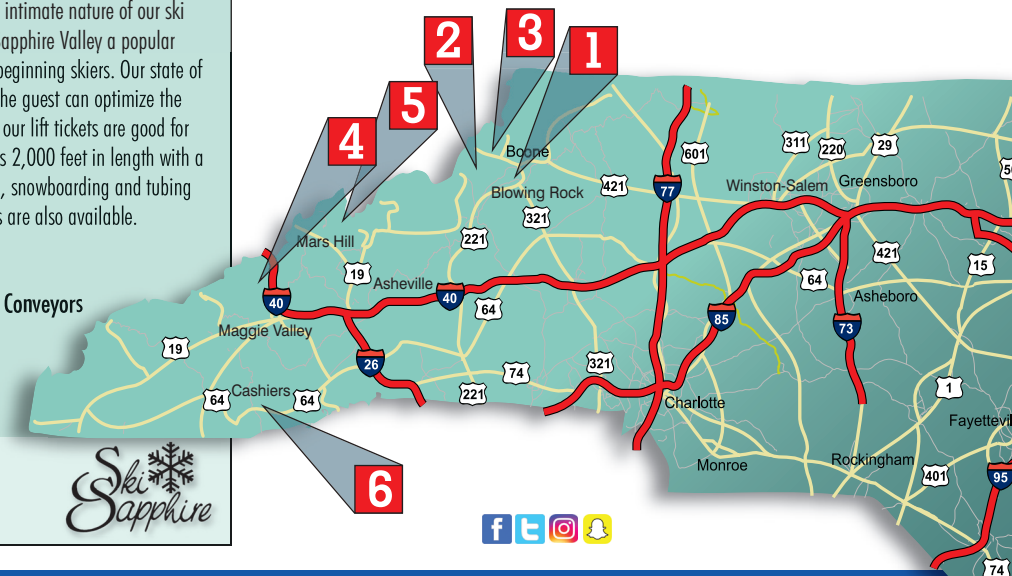 intimate nature of our ski
Sapphire Valley a popular
beginning skiers. Our state of
he guest can optimize the
our lift tickets are good for
s 2,000 feet in length with a
, snowboarding and tubing
s are also available.
Conveyors
Ski
Sapphire
2
3
1
5
4
6
Boone
Blowing Rock
421
321
221
Mars Hill
19
Asheville
40
40
64
Maggie Valley
19
26
Cashiers
64
64
74
221
321
601
77
311
220
29
Winston-Salem
Greensboro
421
15
64
Asheboro
85
73
Charlotte
Monroe
Rockingham
1
401
95
74